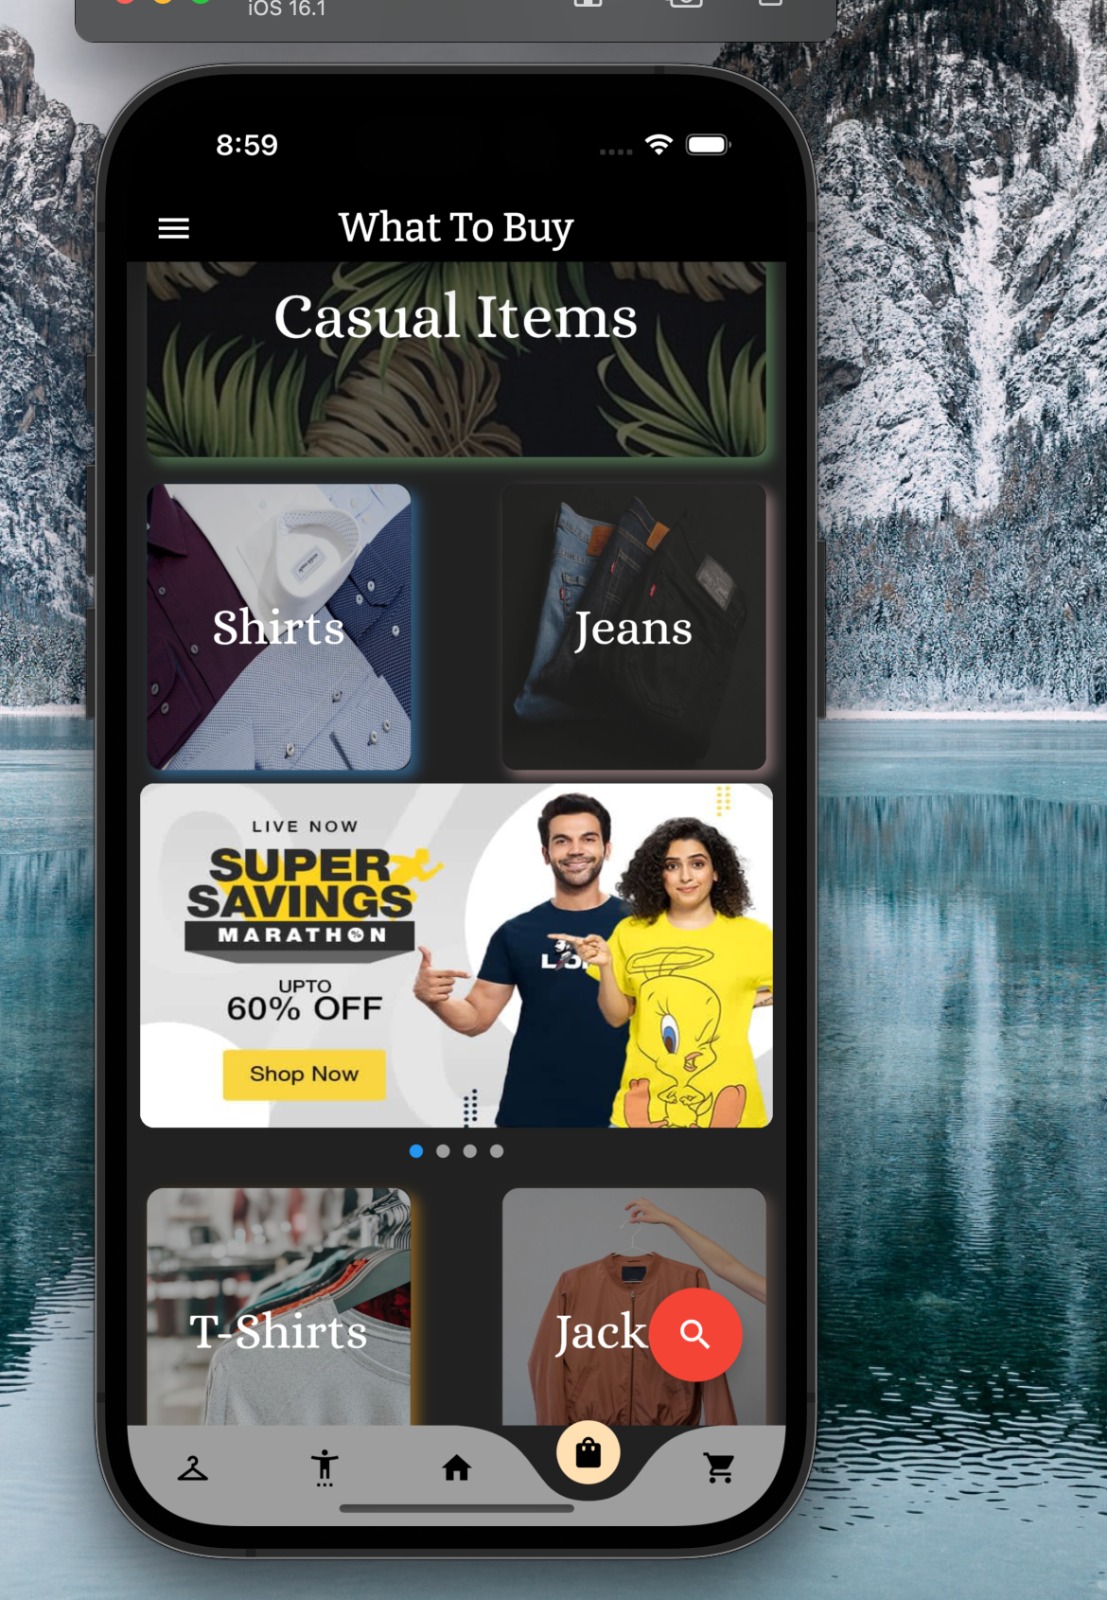 iOS 16.1
8:59
What To Buy
Casual Items
Shirts
Jeans
LIVE NOW
SUPER
SAVINGS
MARATHON
UPTO
60% OFF
Shop Now
T-Shirts
Jack